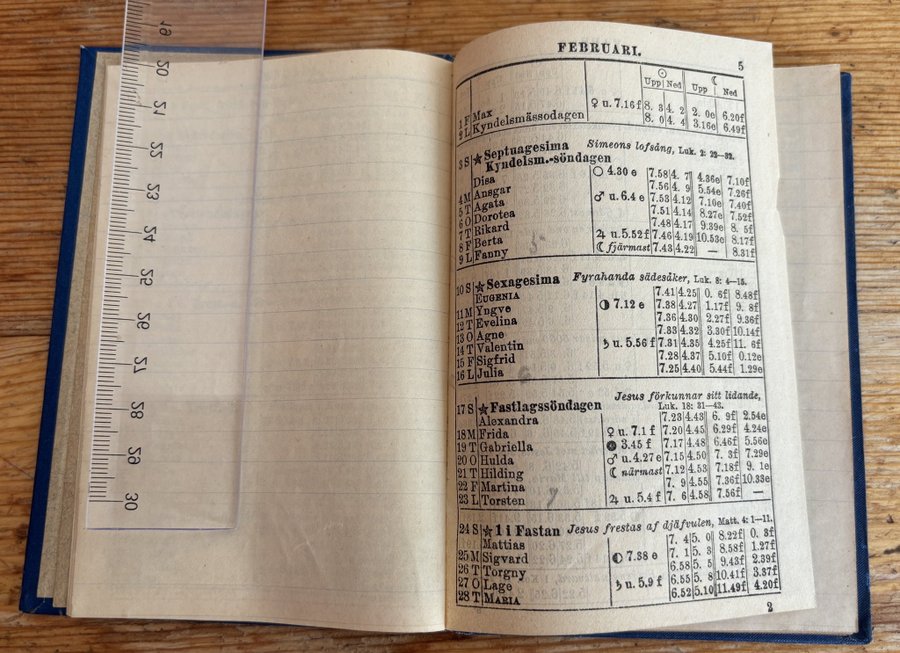 19
20
21
22
23
24
25
26
27
28
29
30
FEBRUARI.
5
☉ ☾
Upp Ned Upp Ned
1 F Max ♀ u. 7.16 f 8. 3 4. 2 2. 0e 6.20f
2 L Kyndelsmässodagen 8. 0 4. 4 3.16e 6.49f
3 S ★ Septuagesima Simeons lofsång, Luk. 2: 22—32.
Kyndelsm.-söndagen
Disa ○ 4.30 e 7.58 4. 7 4.36e 7.10f
4 M Ansgar 7.56 4. 9 5.54e 7.26f
5 T Agata ♂ u. 6.4 e 7.53 4.12 7.10e 7.40f
6 O Dorotea 7.51 4.14 8.27e 7.52f
7 T Rikard 7.48 4.17 9.39e 8. 5f
8 F Berta ♃ u. 5.52 f 7.46 4.19 10.53e 8.17f
9 L Fanny ☾ fjärmast 7.43 4.22 — 8.31f
5
10 S ★ Sexagesima Fyrahanda sädesåker, Luk. 8: 4—15.
EUGENIA 7.41 4.25 0. 6f 8.48f
11 M Yngve ◑ 7.12 e 7.38 4.27 1.17f 9. 8f
12 T Evelina 7.36 4.30 2.27f 9.36f
13 O Agne 7.33 4.32 3.30f 10.14f
14 T Valentin ♄ u. 5.56 f 7.31 4.35 4.25f 11. 6f
15 F Sigfrid 7.28 4.37 5.10f 0.12e
16 L Julia 7.25 4.40 5.44f 1.29e
6
17 S ★ Fastlagssöndagen Jesus förkunnar sitt lidande,
Luk. 18: 31—43.
Alexandra 7.23 4.43 6. 9f 2.54e
18 M Frida ♀ u. 7.1 f 7.20 4.45 6.29f 4.24e
19 T Gabriella ● 3.45 f 7.17 4.48 6.46f 5.56e
20 O Hulda ♂ u. 4.27 e 7.15 4.50 7. 3f 7.29e
21 T Hilding ☾ närmast 7.12 4.53 7.18f 9. 1e
22 F Martina 7. 9 4.55 7.36f 10.33e
23 L Torsten ♃ u. 5.4 f 7. 6 4.58 7.56f —
7
24 S ★ 1 i Fastan Jesus frestas af djäfvulen, Matt. 4: 1—11.
Mattias 7. 4 5. 0 8.22f 0. 3f
25 M Sigvard ◐ 7.38 e 7. 1 5. 3 8.58f 1.27f
26 T Torgny 6.58 5. 5 9.43f 2.39f
27 O Lage ♄ u. 5.9 f 6.55 5. 8 10.41f 3.37f
28 T MARIA 6.52 5.10 11.49f 4.20f
2